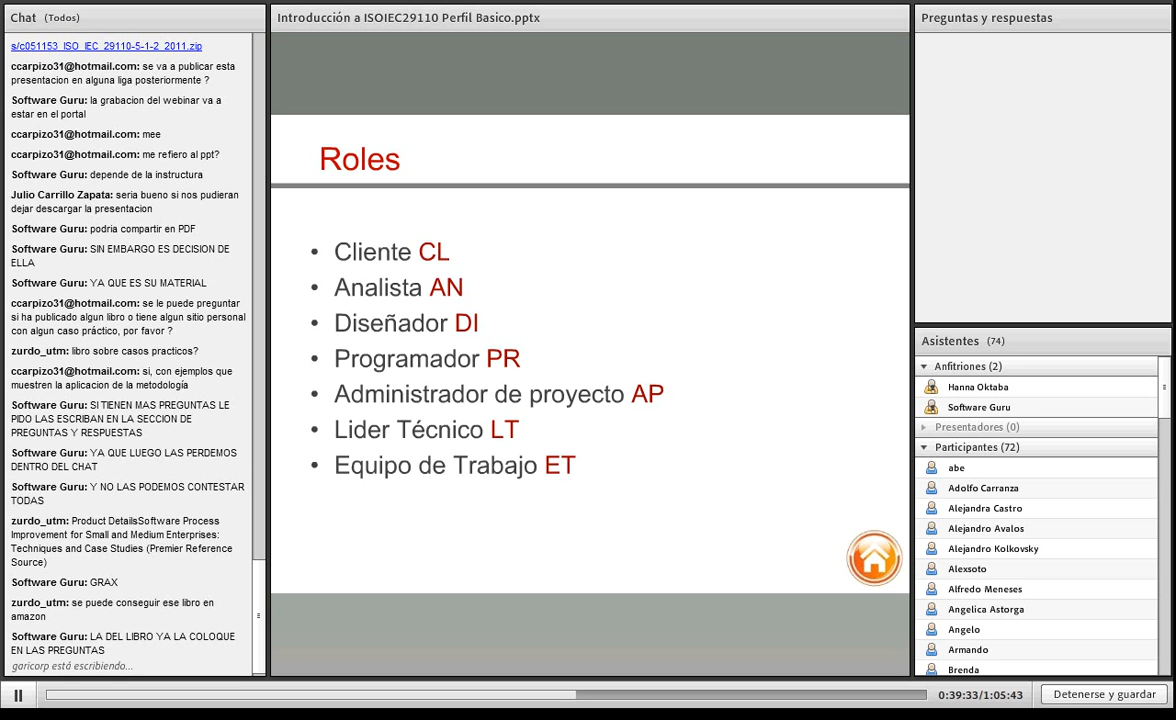 Chat (Todos)
s/c051153_ISO_IEC_29110-5-1-2_2011.zip
ccarpizo31@hotmail.com: se va a publicar esta
presentacion en alguna liga posteriormente ?
Software Guru: la grabacion del webinar va a
estar en el portal
ccarpizo31@hotmail.com: mee
ccarpizo31@hotmail.com: me refiero al ppt?
Software Guru: depende de la instructura
Julio Carrillo Zapata: seria bueno si nos pudieran
dejar descargar la presentacion
Software Guru: podria compartir en PDF
Software Guru: SIN EMBARGO ES DECISION DE
ELLA
Software Guru: YA QUE ES SU MATERIAL
ccarpizo31@hotmail.com: se le puede preguntar
si ha publicado algun libro o tiene algun sitio personal
con algun caso práctico, por favor ?
zurdo_utm: libro sobre casos practicos?
ccarpizo31@hotmail.com: si, con ejemplos que
muestren la aplicacion de la metodología
Software Guru: SI TIENEN MAS PREGUNTAS LE
PIDO LAS ESCRIBAN EN LA SECCION DE
PREGUNTAS Y RESPUESTAS
Software Guru: YA QUE LUEGO LAS PERDEMOS
DENTRO DEL CHAT
Software Guru: Y NO LAS PODEMOS CONTESTAR
TODAS
zurdo_utm: Product DetailsSoftware Process
Improvement for Small and Medium Enterprises:
Techniques and Case Studies (Premier Reference
Source)
Software Guru: GRAX
zurdo_utm: se puede conseguir ese libro en
amazon
Software Guru: LA DEL LIBRO YA LA COLOQUE
EN LAS PREGUNTAS
garicorp está escribiendo...
Introducción a ISOIEC29110 Perfil Basico.pptx
Roles
• Cliente CL
• Analista AN
• Diseñador DI
• Programador PR
• Administrador de proyecto AP
• Lider Técnico LT
• Equipo de Trabajo ET
Preguntas y respuestas
Asistentes (74)
Anfitriones (2)
Hanna Oktaba
Software Guru
Presentadores (0)
Participantes (72)
abe
Adolfo Carranza
Alejandra Castro
Alejandro Avalos
Alejandro Kolkovsky
Alexsoto
Alfredo Meneses
Angelica Astorga
Angelo
Armando
Brenda
0:39:33/1:05:43
Detenerse y guardar